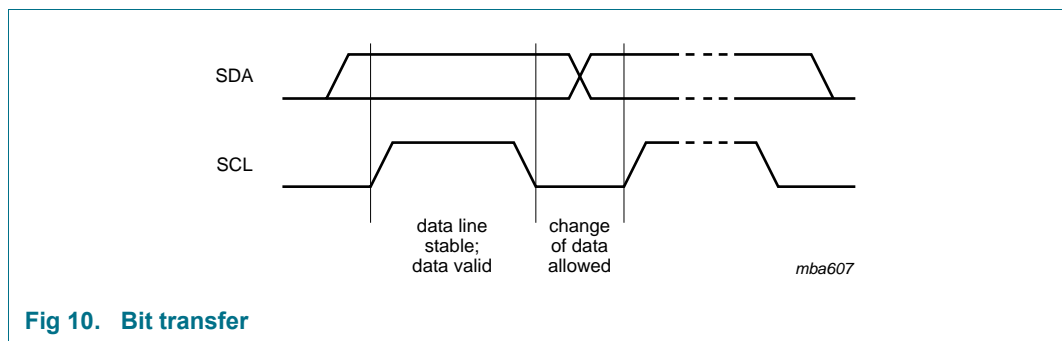 SDA
SCL
data line
stable;
data valid
change
of data
allowed
mba607
Fig 10. Bit transfer